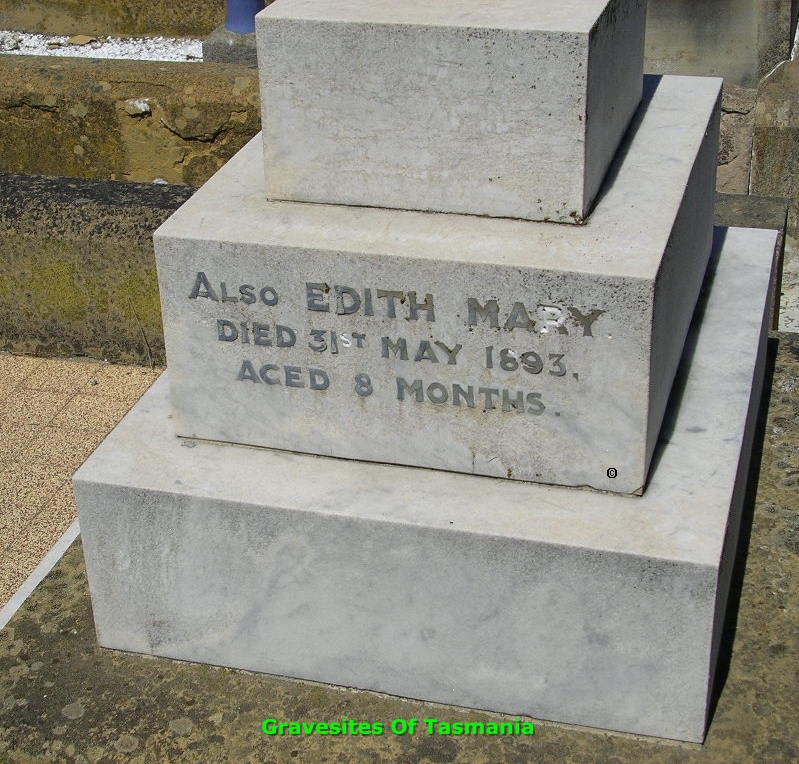 ALSO EDITH MARY
DIED 31ST MAY 1893.
AGED 8 MONTHS.
©
Gravesites Of Tasmania